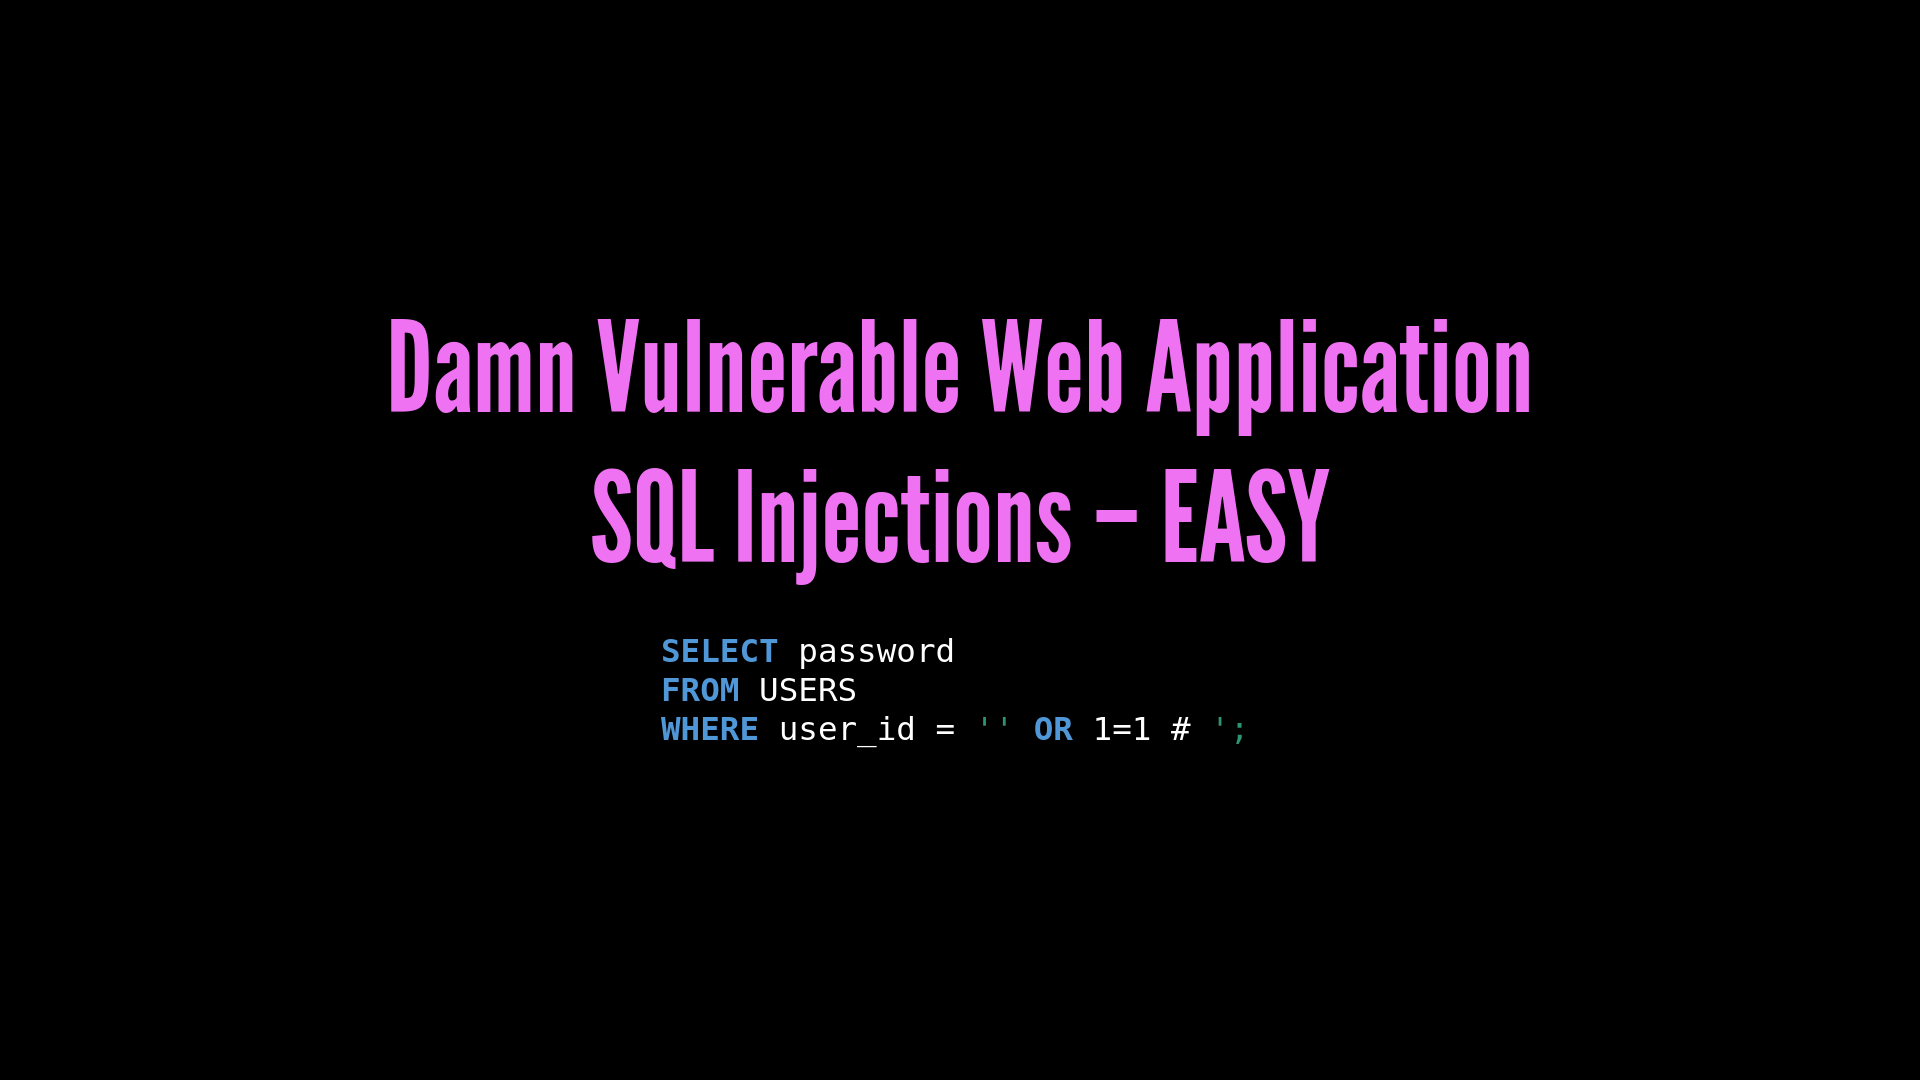 Damn Vulnerable Web Application
SQL Injections – EASY
SELECT password
FROM USERS
WHERE user_id = '' OR 1=1 # ';